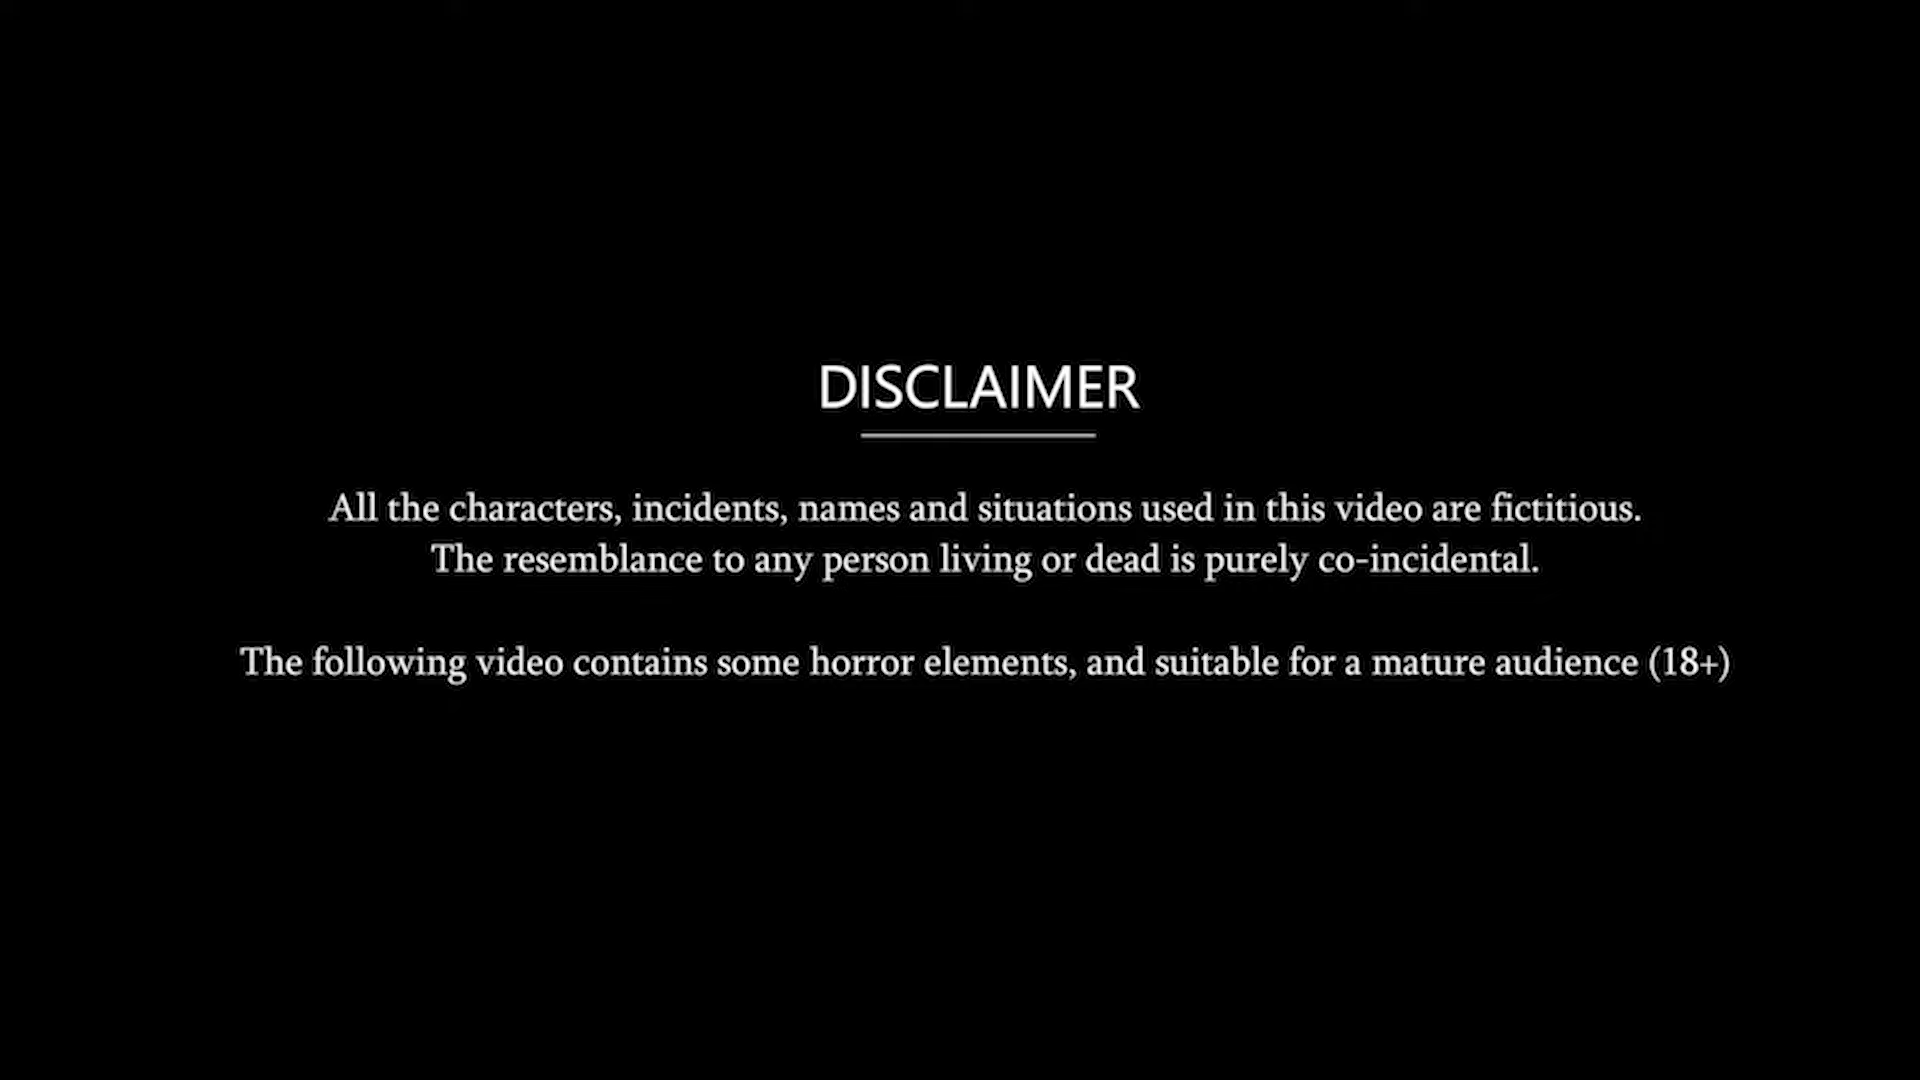 DISCLAIMER
All the characters, incidents, names and situations used in this video are fictitious.
The resemblance to any person living or dead is purely co-incidental.
The following video contains some horror elements, and suitable for a mature audience (18+)